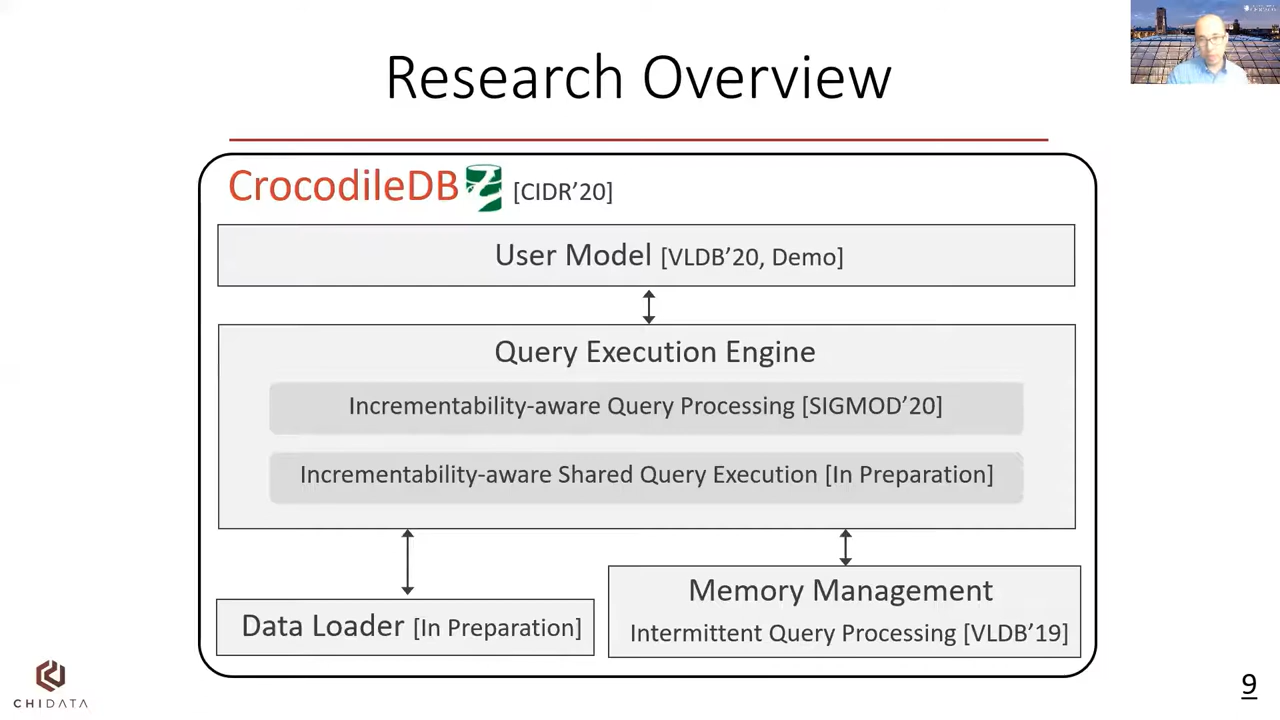 Research Overview
CrocodileDB [CIDR’20]
User Model [VLDB’20, Demo]
Query Execution Engine
Incrementability-aware Query Processing [SIGMOD’20]
Incrementability-aware Shared Query Execution [In Preparation]
Data Loader [In Preparation]
Memory Management
Intermittent Query Processing [VLDB’19]
CHIDATA
9